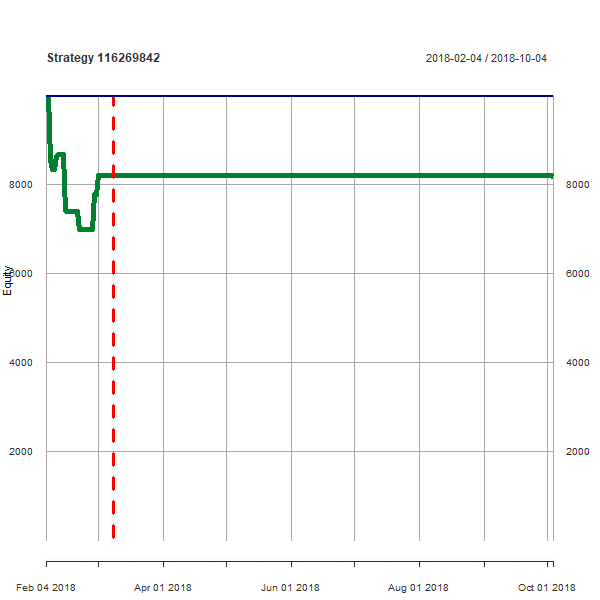 Strategy 116269842
2018-02-04 / 2018-10-04
8000
8000
Equity
6000
6000
4000
4000
2000
2000
Feb 04 2018
Apr 01 2018
Jun 01 2018
Aug 01 2018
Oct 01 2018